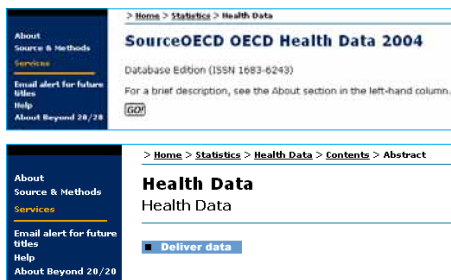 > Home > Statistics > Health Data
About
Source & Methods
Services
Email alert for future
titles
Help
About Beyond 20/20
SourceOECD OECD Health Data 2004
Database Edition (ISSN 1683-6243)
For a brief description, see the About section in the left-hand column.
GO!
> Home > Statistics > Health Data > Contents > Abstract
About
Source & Methods
Services
Email alert for future
titles
Help
About Beyond 20/20
Health Data
Health Data
Deliver data